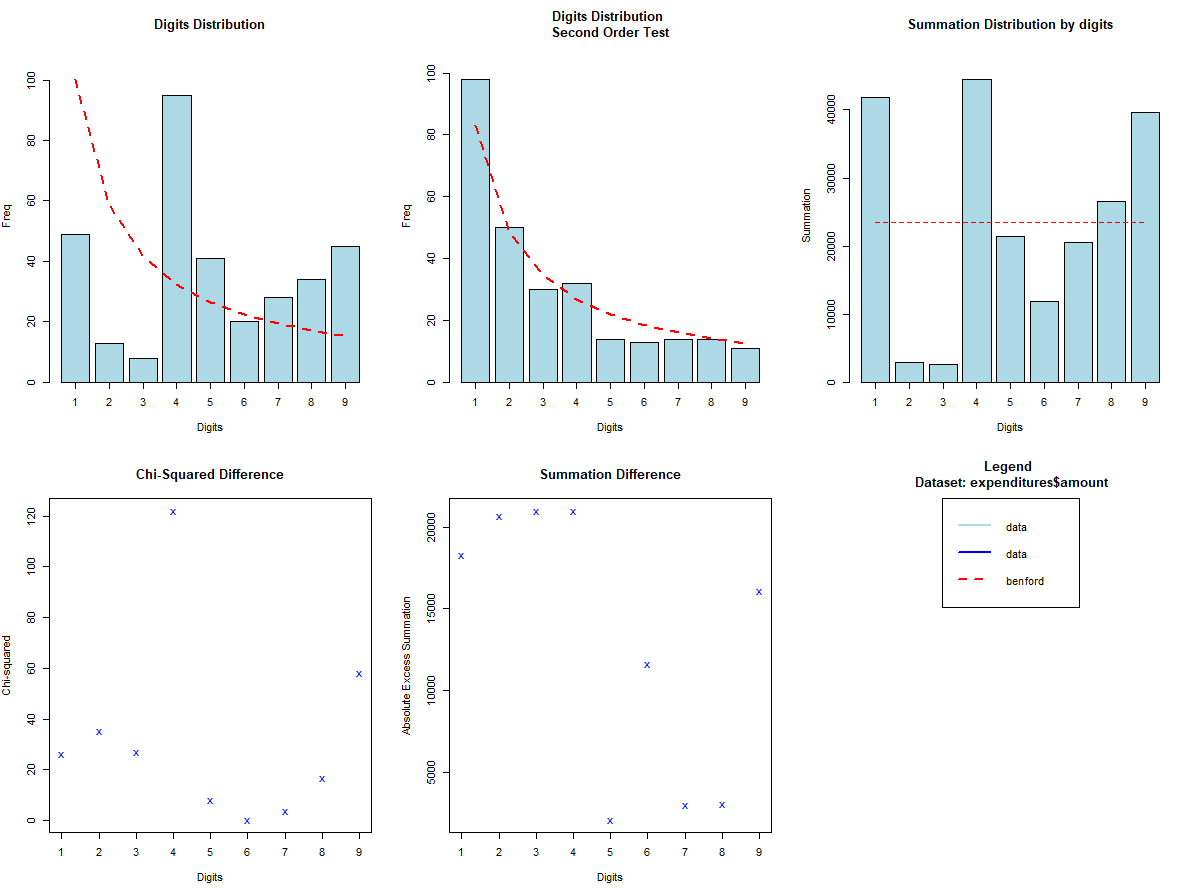 Digits Distribution
Freq
0 20 40 60 80 100
1 2 3 4 5 6 7 8 9
Digits
Digits Distribution
Second Order Test
Freq
0 20 40 60 80 100
1 2 3 4 5 6 7 8 9
Digits
Summation Distribution by digits
Summation
0 10000 20000 30000 40000
1 2 3 4 5 6 7 8 9
Digits
Chi-Squared Difference
Chi-squared
0 20 40 60 80 100 120
1 2 3 4 5 6 7 8 9
Digits
Summation Difference
Absolute Excess Summation
5000 10000 15000 20000
1 2 3 4 5 6 7 8 9
Digits
Legend
Dataset: expenditures$amount
data
data
benford